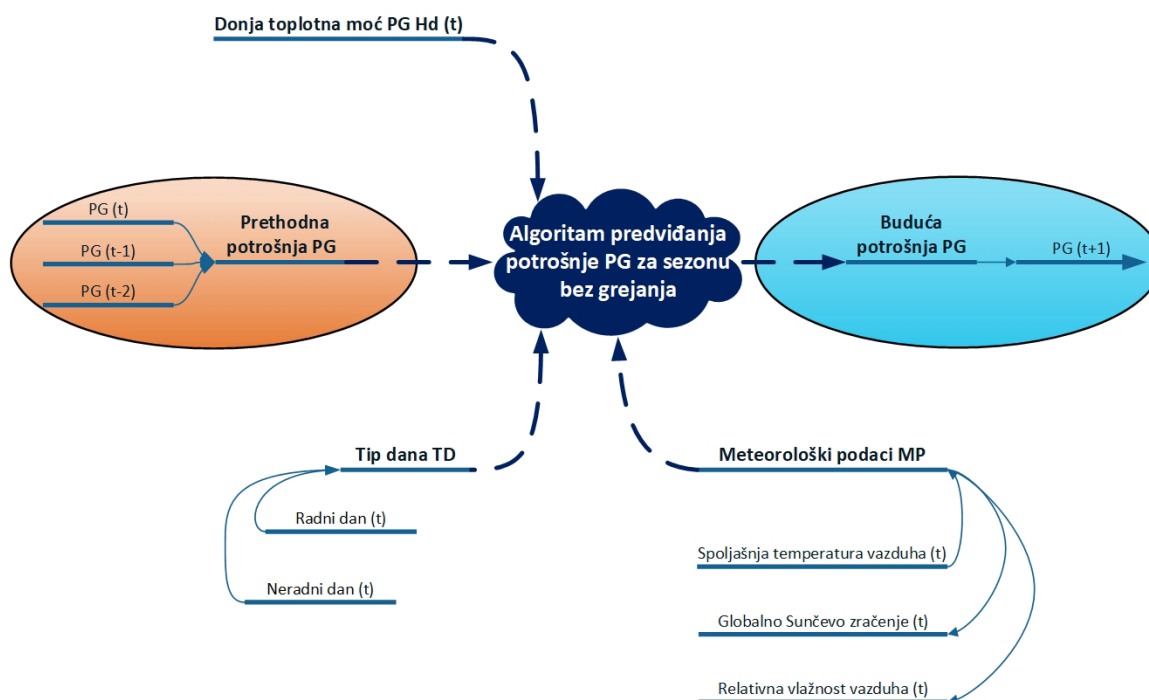 Donja toplotna moć PG Hd (t)
PG (t)
PG (t-1)
PG (t-2)
Prethodna
potrošnja PG
Algoritam predviđanja
potrošnje PG za sezonu
bez grejanja
Buduća
potrošnja PG
PG (t+1)
Tip dana TD
Radni dan (t)
Neradni dan (t)
Meteorološki podaci MP
Spoljašnja temperatura vazduha (t)
Globalno Sunčevo zračenje (t)
Relativna vlažnost vazduha (t)